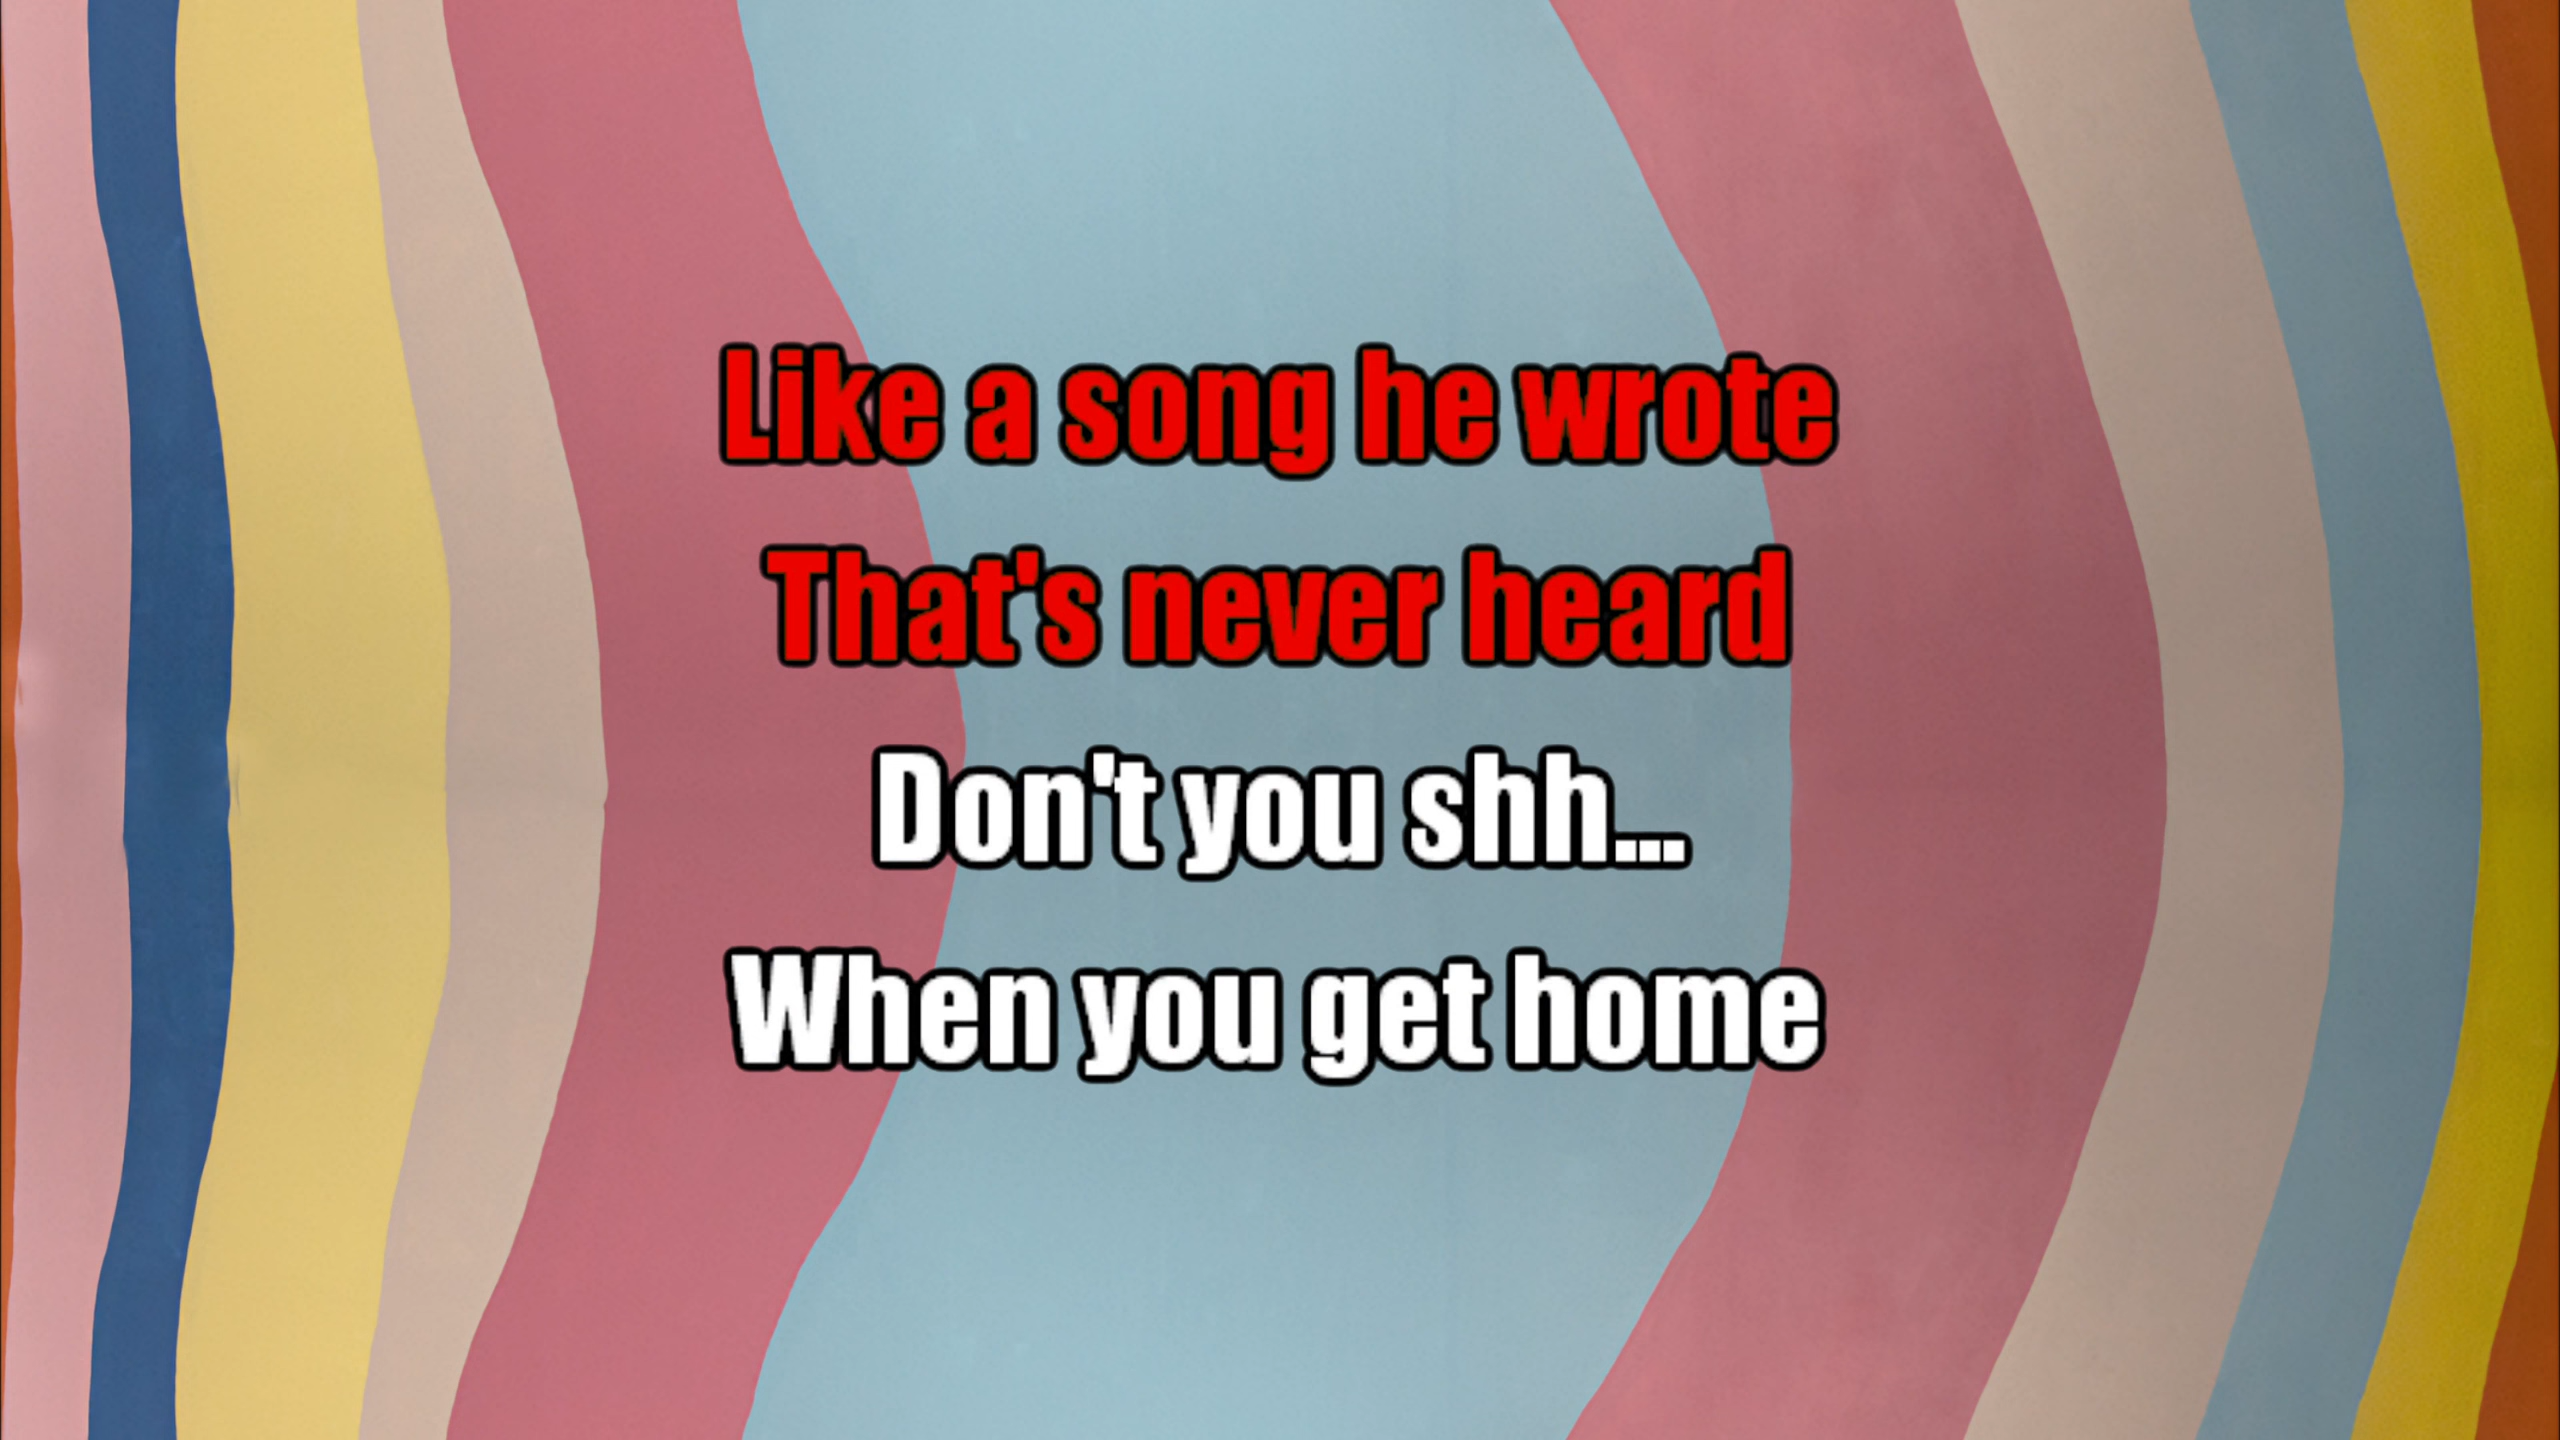 Like a song he wrote
That's never heard
Don't you shh...
When you get home